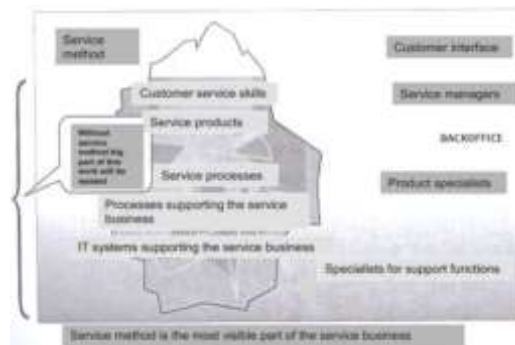 Service
method
Customer interface
Customer service skills
Service managers
Service products
Without
service
method big
part of this
work will be
wasted
BACKOFFICE
Service processes
Product specialists
Processes supporting the service
business
IT systems supporting the service business
Specialists for support functions
Service method is the most visible part of the service business